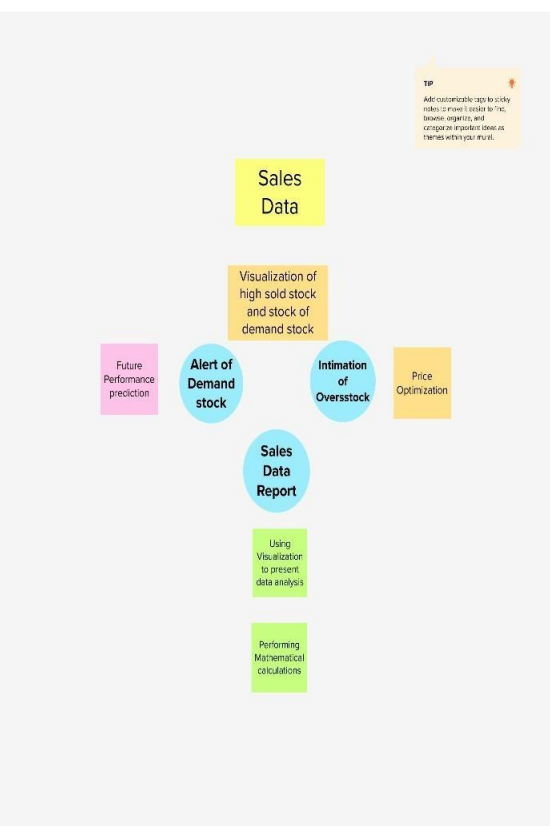 TIP
Add customizable tags to sticky
notes to make it easier to find,
browse, organize, and
categorize important ideas as
themes within your mural.
Sales
Data
Visualization of
high sold stock
and stock of
demand stock
Future
Performance
prediction
Alert of
Demand
stock
Intimation
of
Oversstock
Price
Optimization
Sales
Data
Report
Using
Visualization
to present
data analysis
Performing
Mathematical
calculations